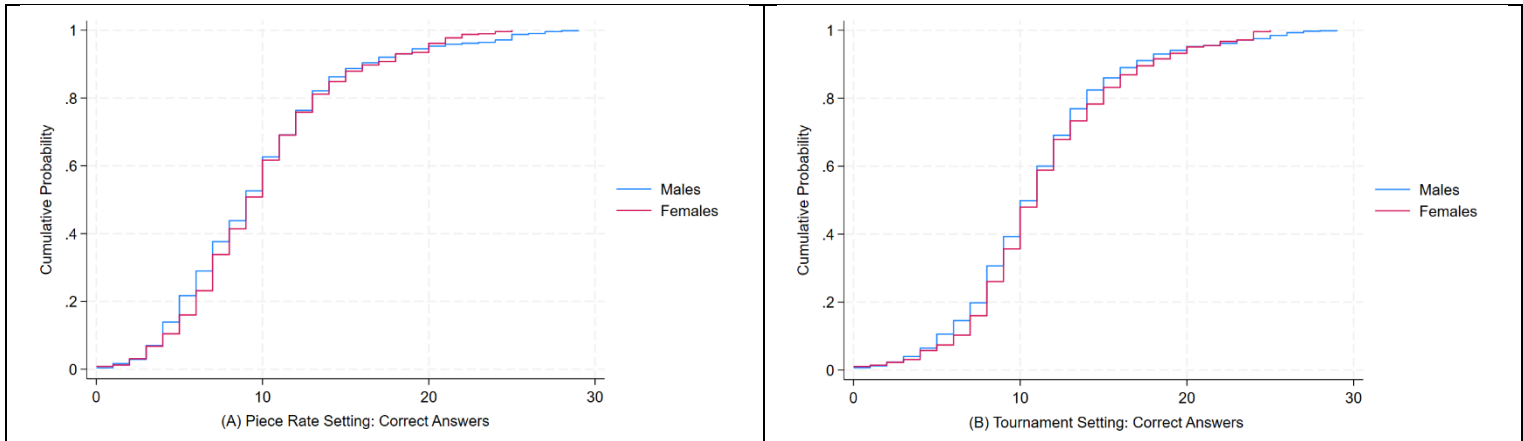 1
.8
.6
.4
.2
0
Cumulative Probability
0 10 20 30
(A) Piece Rate Setting: Correct Answers
Males
Females
1
.8
.6
.4
.2
0
Cumulative Probability
0 10 20 30
(B) Tournament Setting: Correct Answers
Males
Females